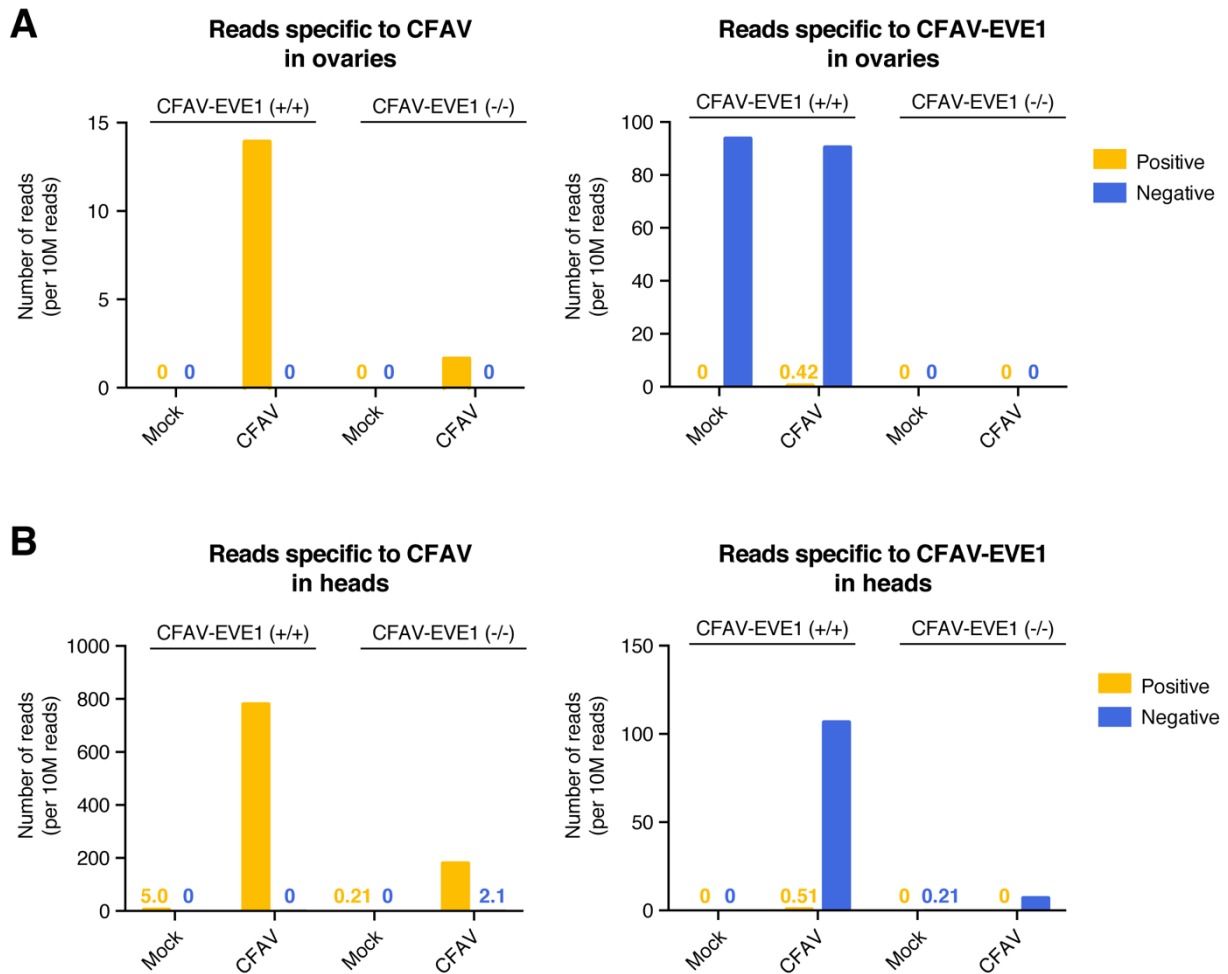 A
Reads specific to CFAV
in ovaries
CFAV-EVE1 (+/+)
CFAV-EVE1 (-/-)
Number of reads
(per 10M reads)
15
10
5
0
0 0 0 0 0 0
Mock
CFAV
Mock
CFAV
Reads specific to CFAV-EVE1
in ovaries
CFAV-EVE1 (+/+)
CFAV-EVE1 (-/-)
Number of reads
(per 10M reads)
100
80
60
40
20
0
0 0.42 0 0 0 0
Mock
CFAV
Mock
CFAV
Positive
Negative
B
Reads specific to CFAV
in heads
CFAV-EVE1 (+/+)
CFAV-EVE1 (-/-)
Number of reads
(per 10M reads)
1000
800
600
400
200
0
5.0 0 0 0.21 0 2.1
Mock
CFAV
Mock
CFAV
Reads specific to CFAV-EVE1
in heads
CFAV-EVE1 (+/+)
CFAV-EVE1 (-/-)
Number of reads
(per 10M reads)
150
100
50
0
0 0 0.51 0 0.21 0
Mock
CFAV
Mock
CFAV
Positive
Negative